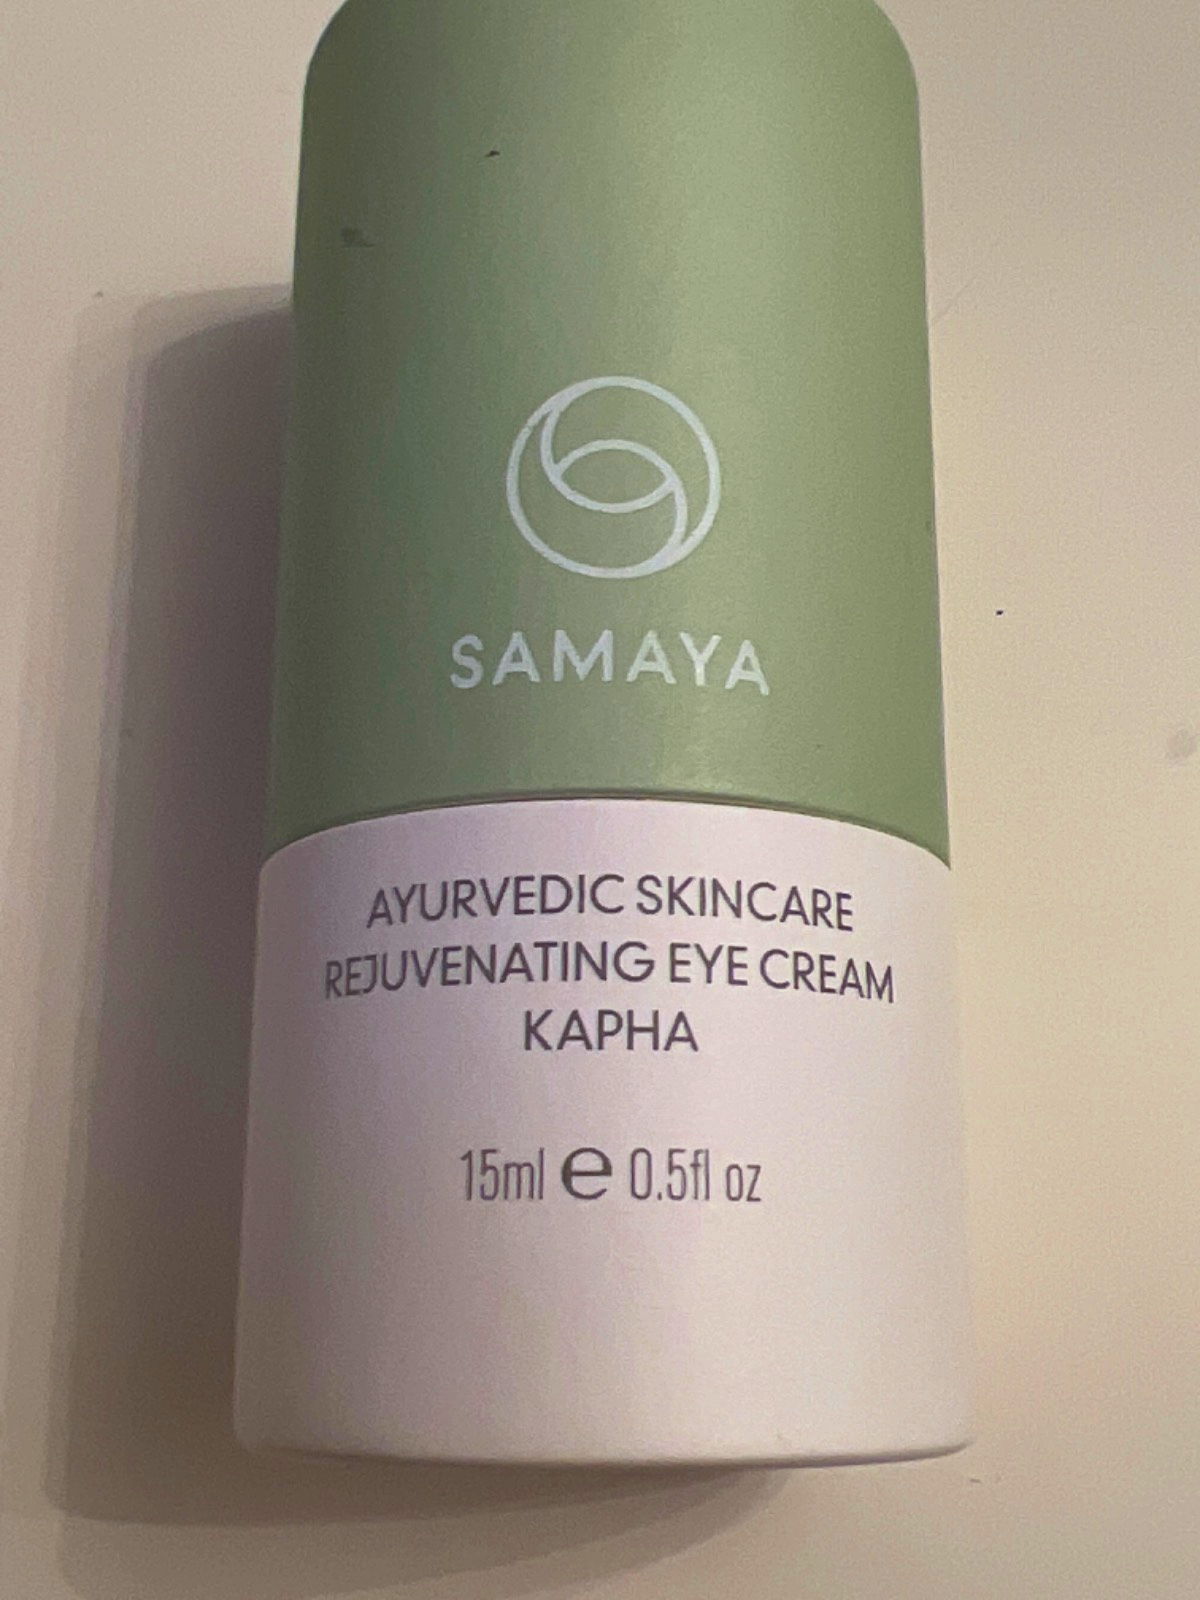 SAMAYA
AYURVEDIC SKINCARE
REJUVENATING EYE CREAM
KAPHA
15ml ℮ 0.5fl oz